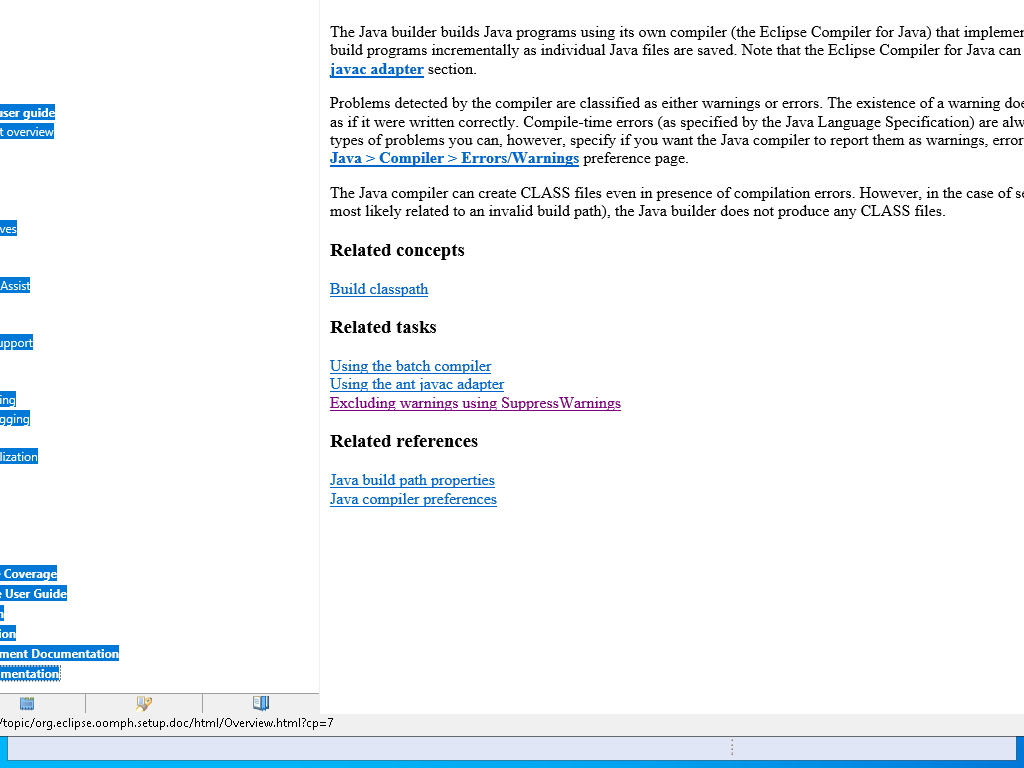 The Java builder builds Java programs using its own compiler (the Eclipse Compiler for Java) that
build programs incrementally as individual Java files are saved. Note that the Eclipse Compiler for Java can
javac adapter section.
Problems detected by the compiler are classified as either warnings or errors. The existence of a warning
as if it were written correctly. Compile-time errors (as specified by the Java Language Specification) are
types of problems you can, however, specify if you want the Java compiler to report them as warnings,
Java > Compiler > Errors/Warnings preference page.
The Java compiler can create CLASS files even in presence of compilation errors. However, in the case of
most likely related to an invalid build path), the Java builder does not produce any CLASS files.
Related concepts
Build classpath
Related tasks
Using the batch compiler
Using the ant javac adapter
Excluding warnings using SuppressWarnings
Related references
Java build path properties
Java compiler preferences
user guide
t overview
ves
Assist
upport
ing
gging
lization
Coverage
User Guide
ion
ment Documentation
mentation
/topic/org.eclipse.oomph.setup.doc/html/Overview.html?cp=7